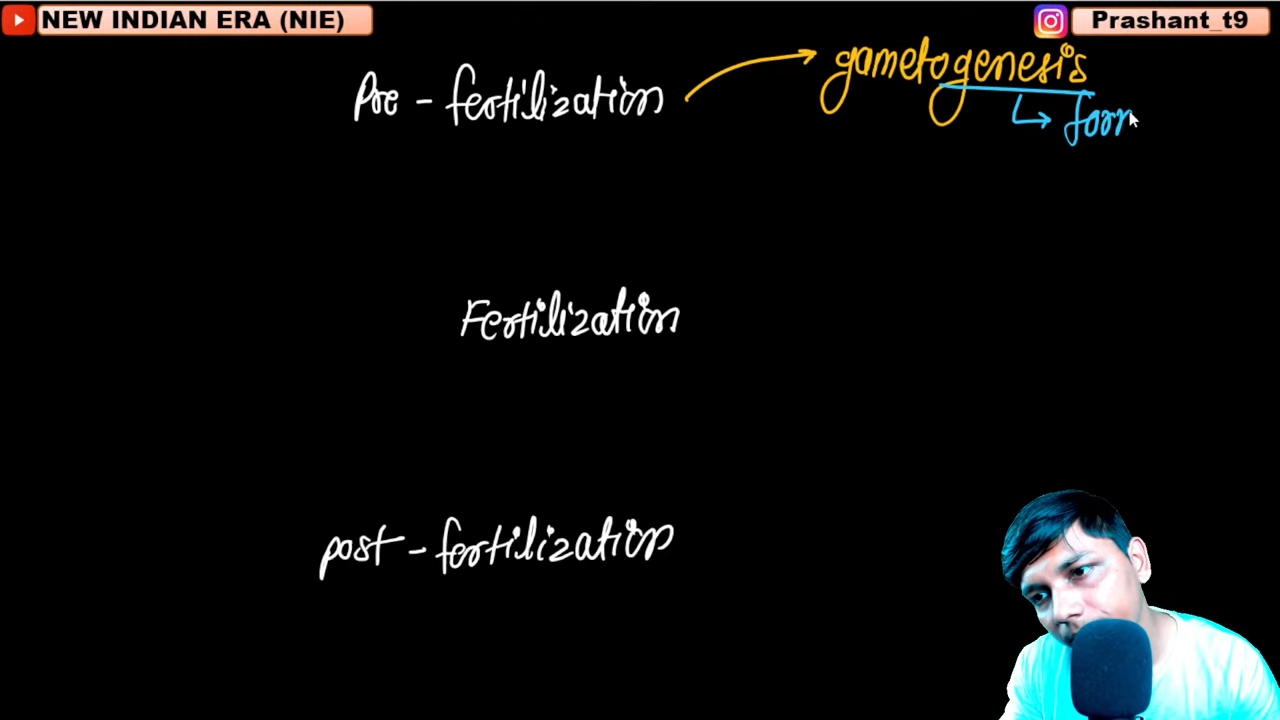 NEW INDIAN ERA (NIE)
Prashant_t9
Pre - fertilization
gametogenesis
form
Fertilization
post - fertilization